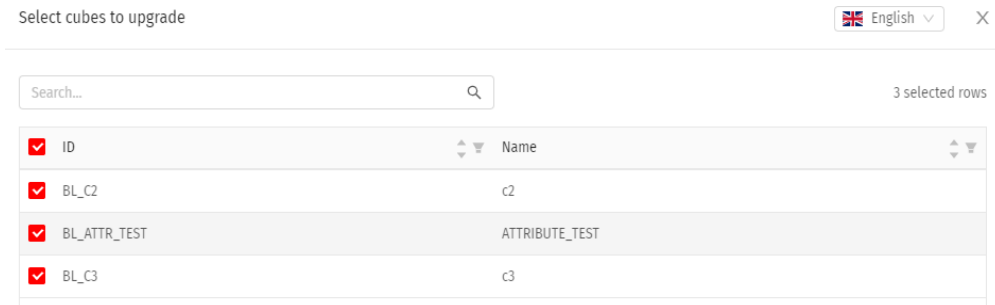 Select cubes to upgrade English
Search... 3 selected rows
ID Name
BL_C2 c2
BL_ATTR_TEST ATTRIBUTE_TEST
BL_C3 c3